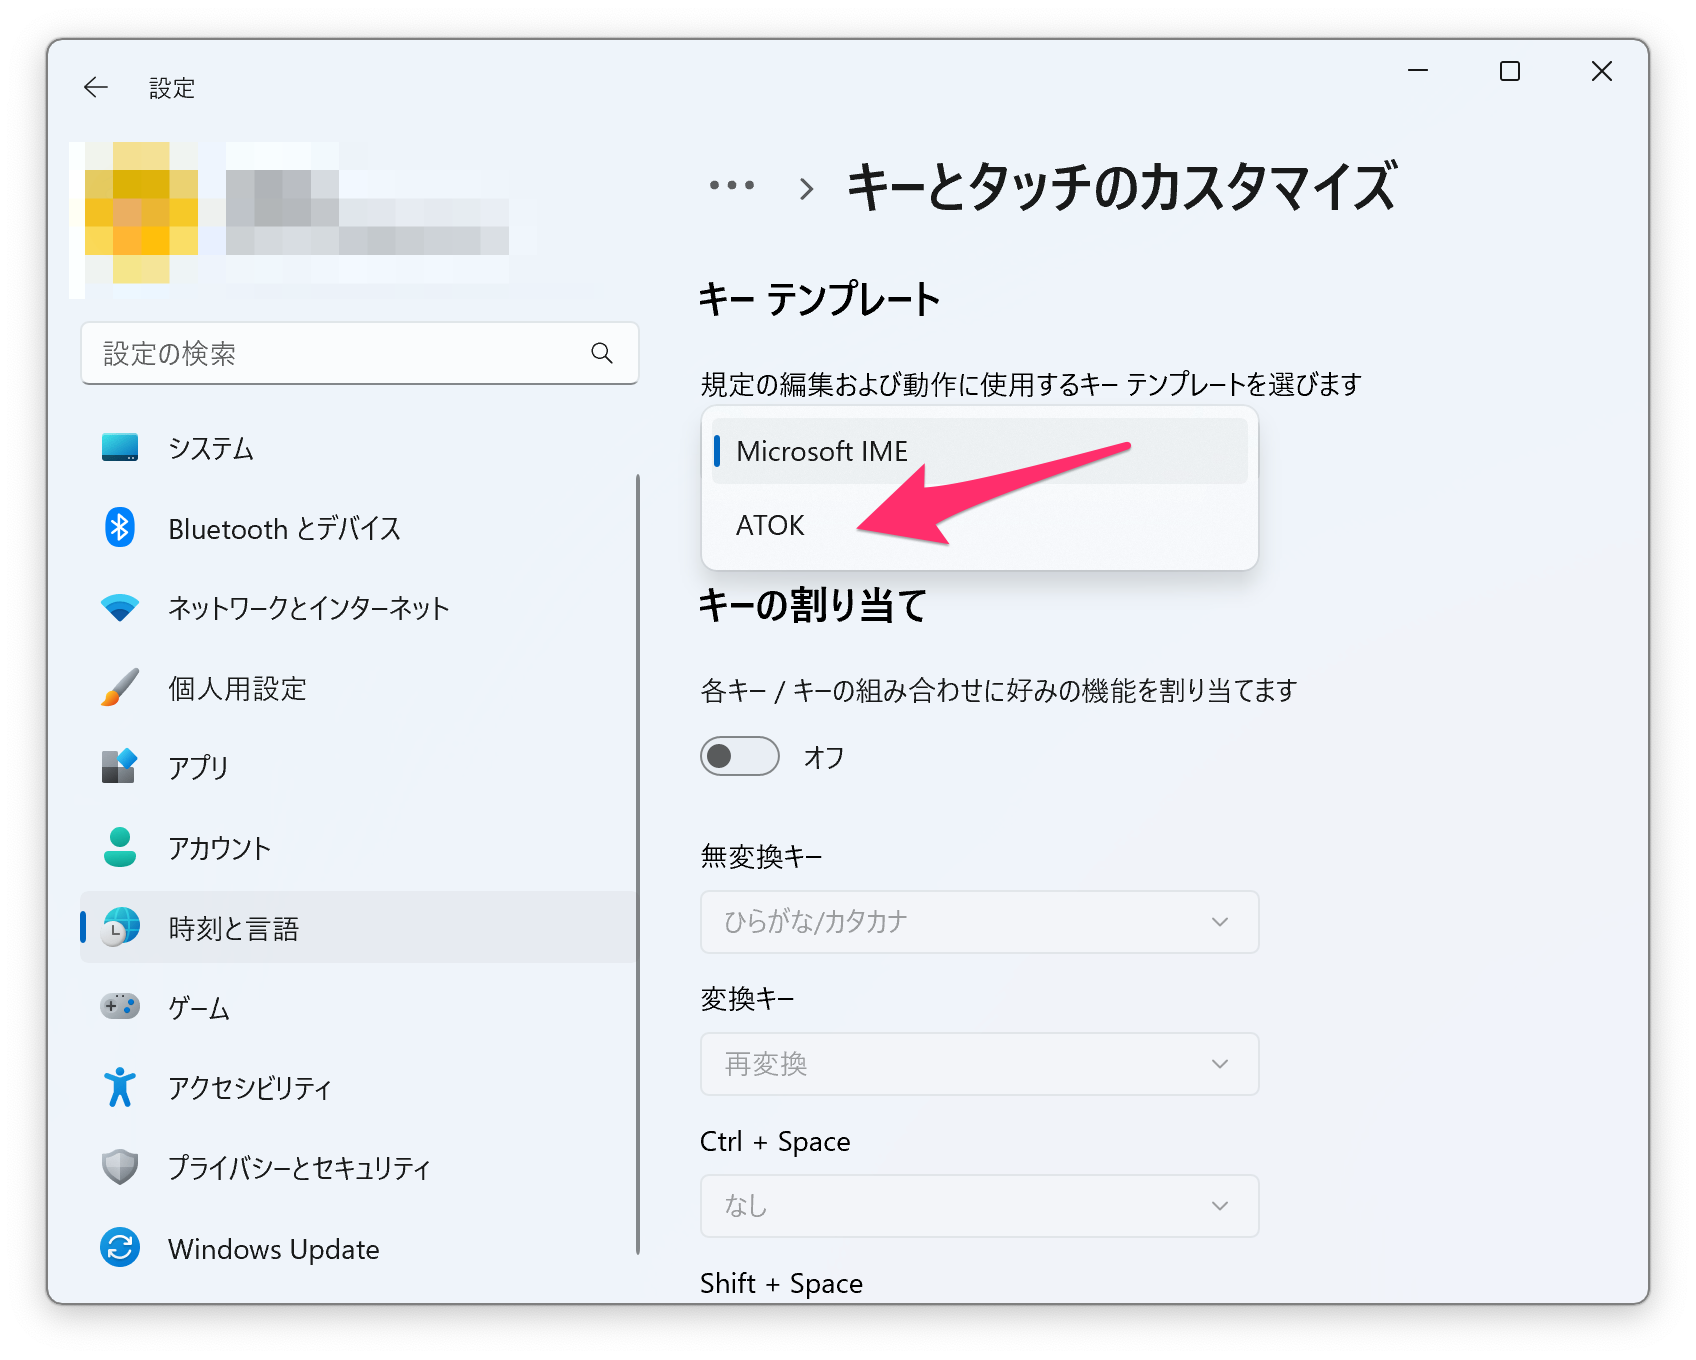 設定
設定の検索
システム
Bluetooth とデバイス
ネットワークとインターネット
個人用設定
アプリ
アカウント
時刻と言語
ゲーム
アクセシビリティ
プライバシーとセキュリティ
Windows Update
… › キーとタッチのカスタマイズ
キー テンプレート
規定の編集および動作に使用するキー テンプレートを選びます
Microsoft IME
ATOK
キーの割り当て
各キー / キーの組み合わせに好みの機能を割り当てます
オフ
無変換キー
ひらがな/カタカナ
変換キー
再変換
Ctrl + Space
なし
Shift + Space